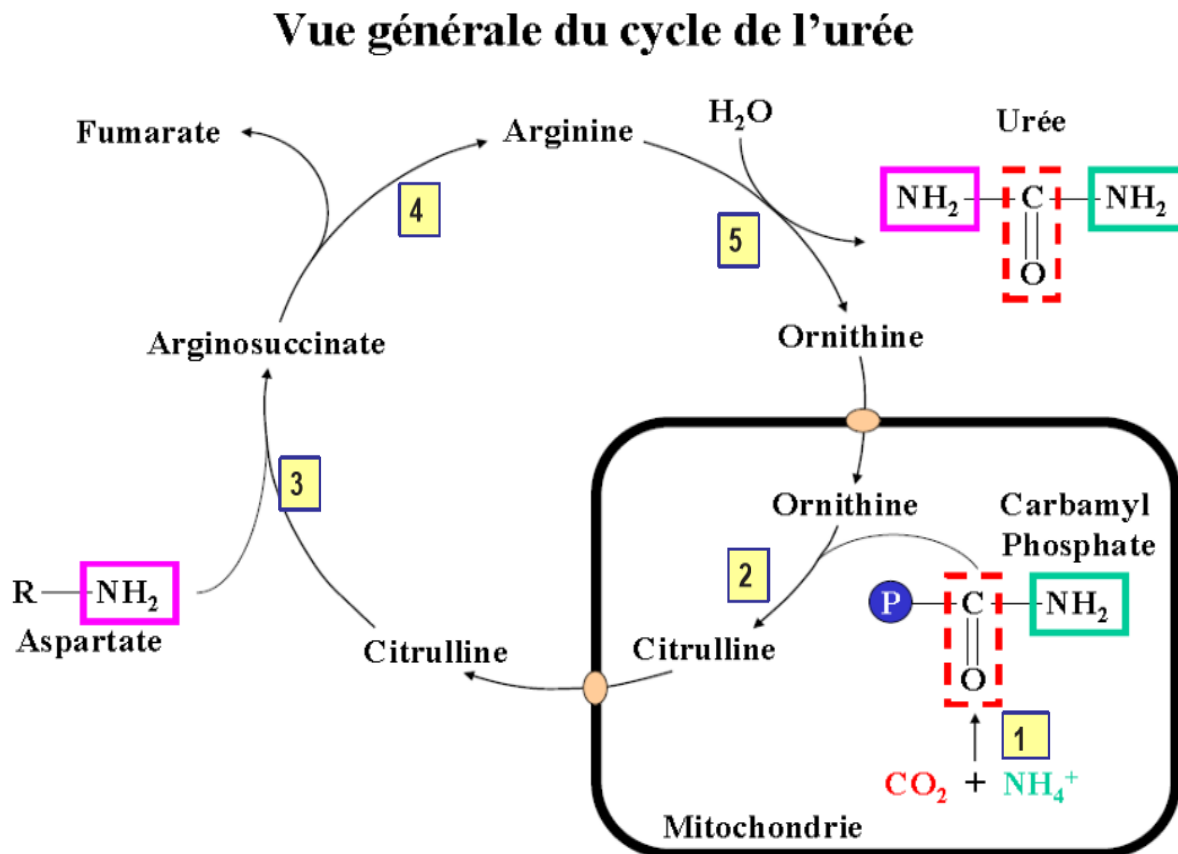 Vue générale du cycle de l'urée
Fumarate
Arginine
H₂O
Urée
NH₂
C
NH₂
O
4
5
Arginosuccinate
Ornithine
3
Ornithine
Carbamyl
Phosphate
2
P
C
NH₂
O
R
NH₂
Aspartate
Citrulline
Citrulline
1
CO₂ + NH₄⁺
Mitochondrie